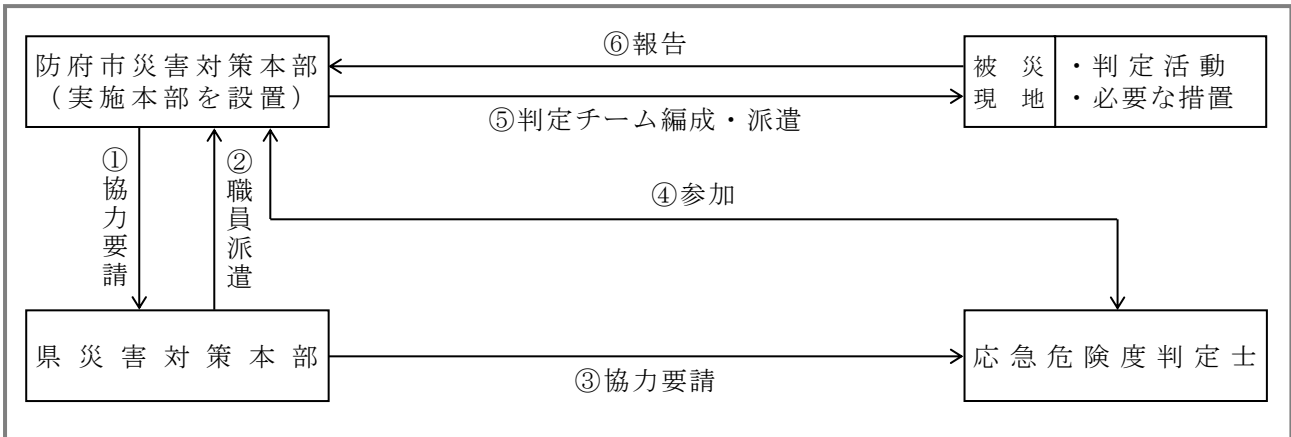 ⑥報告
防府市災害対策本部
（実施本部を設置）
被災
現地
・判定活動
・必要な措置
⑤判定チーム編成・派遣
①協力要請
②職員派遣
④参加
県災害対策本部
応急危険度判定士
③協力要請